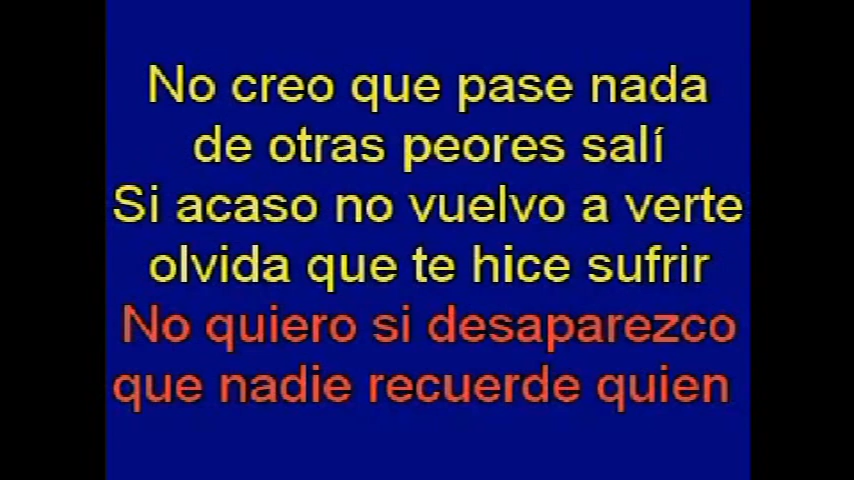 No creo que pase nada
de otras peores salí
Si acaso no vuelvo a verte
olvida que te hice sufrir
No quiero si desaparezco
que nadie recuerde quien